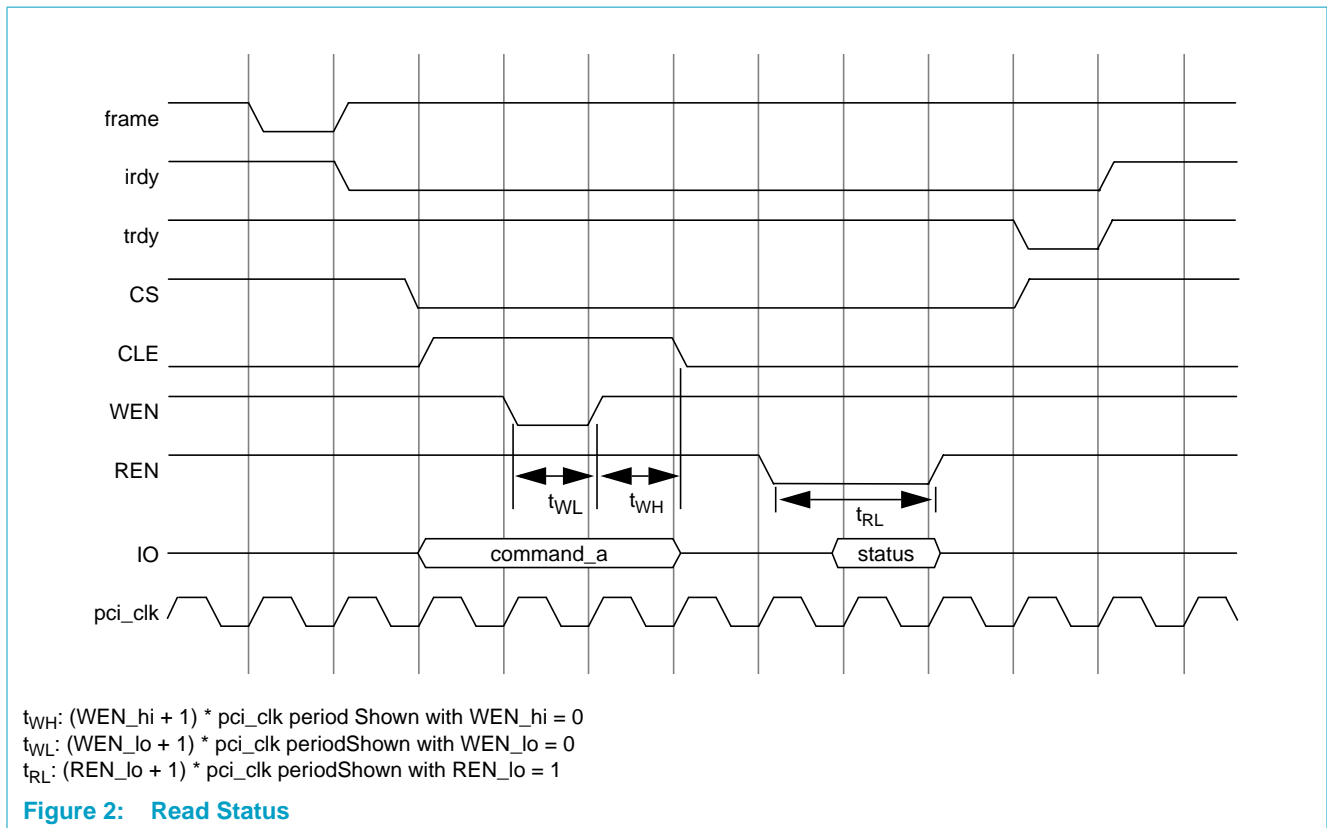 frame
irdy
trdy
CS
CLE
WEN
REN
tWL
tWH
tRL
IO
command_a
status
pci_clk
tWH: (WEN_hi + 1) * pci_clk period Shown with WEN_hi = 0
tWL: (WEN_lo + 1) * pci_clk periodShown with WEN_lo = 0
tRL: (REN_lo + 1) * pci_clk periodShown with REN_lo = 1
Figure 2: Read Status